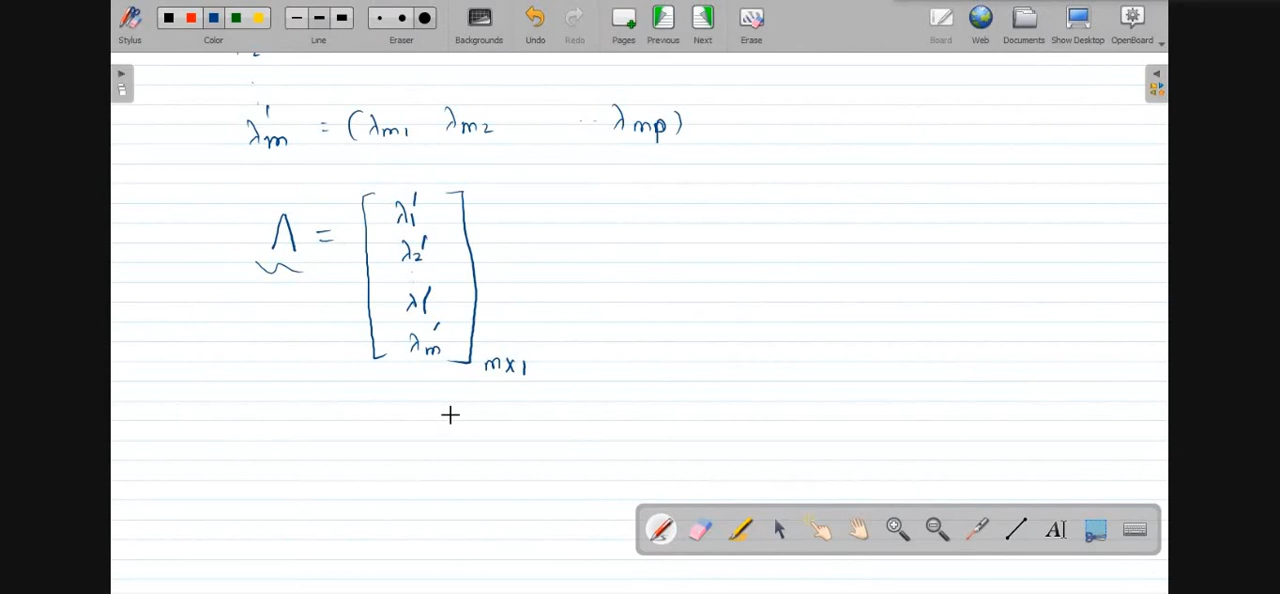 Stylus Color Line Eraser Backgrounds Undo Redo Pages Previous Next Erase Board Web Documents Show Desktop OpenBoard
λ'm = (λm1 λm2 ·· λmp)
Λ = [ λ1'
λ2'
λ'
λm' ] m×1
AI